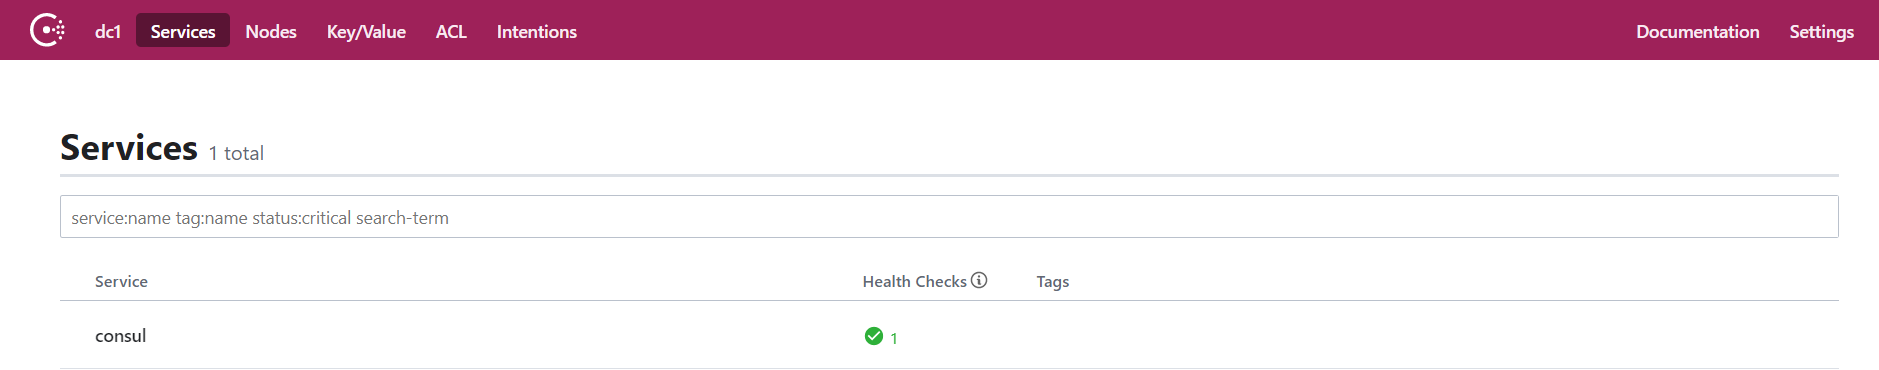 dc1 Services Nodes Key/Value ACL Intentions Documentation Settings
Services 1 total
service:name tag:name status:critical search-term
Service Health Checks Tags
consul 1